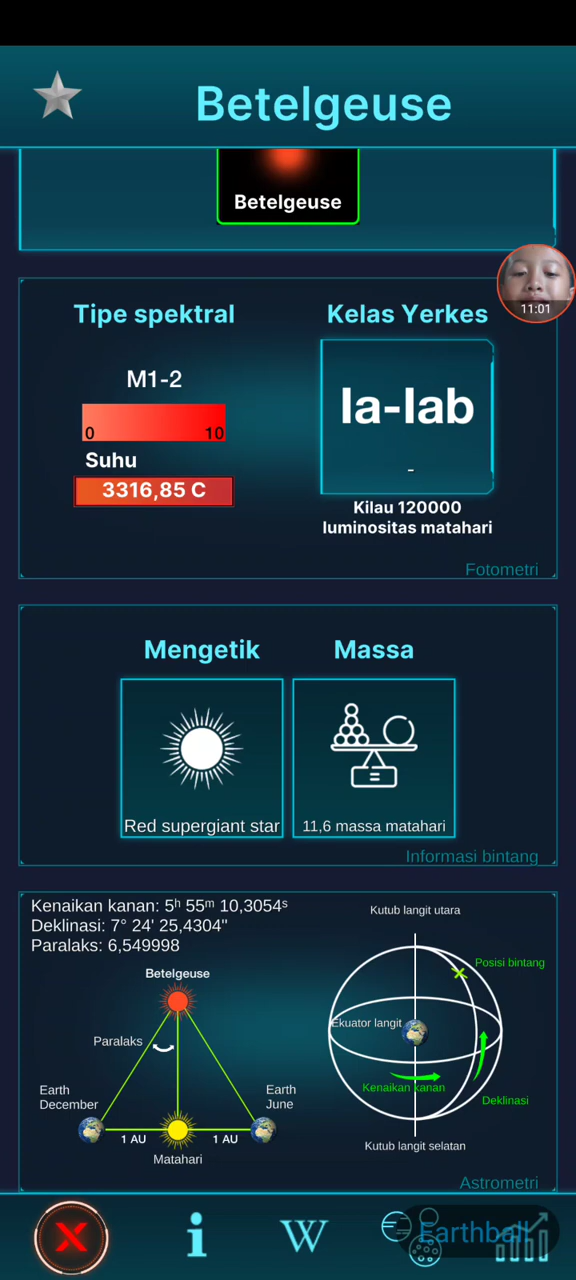 Betelgeuse
Betelgeuse
11:01
Tipe spektral
Kelas Yerkes
M1-2
0
10
Ia-Iab
-
Suhu
3316,85 C
Kilau 120000
luminositas matahari
Fotometri
Mengetik
Massa
Red supergiant star
11,6 massa matahari
Informasi bintang
Kenaikan kanan: 5ʰ 55ᵐ 10,3054ˢ
Deklinasi: 7° 24' 25,4304"
Paralaks: 6,549998
Betelgeuse
Paralaks
Earth
December
Earth
June
1 AU
1 AU
Matahari
Kutub langit utara
Posisi bintang
Ekuator langit
Kenaikan kanan
Deklinasi
Kutub langit selatan
Astrometri
X
i
W
Earthball